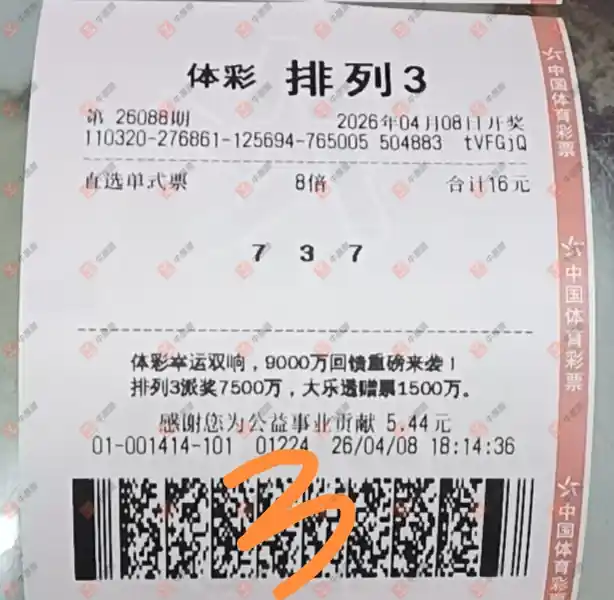 体彩 排列3
第 26088期 2026年04月08日开奖
110320-276861-125694-765005 504883 tVFGjQ
直选单式票 8倍 合计16元
7 3 7
体彩幸运双响，9000万回馈重磅来袭！
排列3派奖7500万，大乐透赠票1500万。
感谢您为公益事业贡献 5.44元
01-001414-101 01224 26/04/08 18:14:36
3
中国体育彩票
中国体育彩票
中国体育彩票